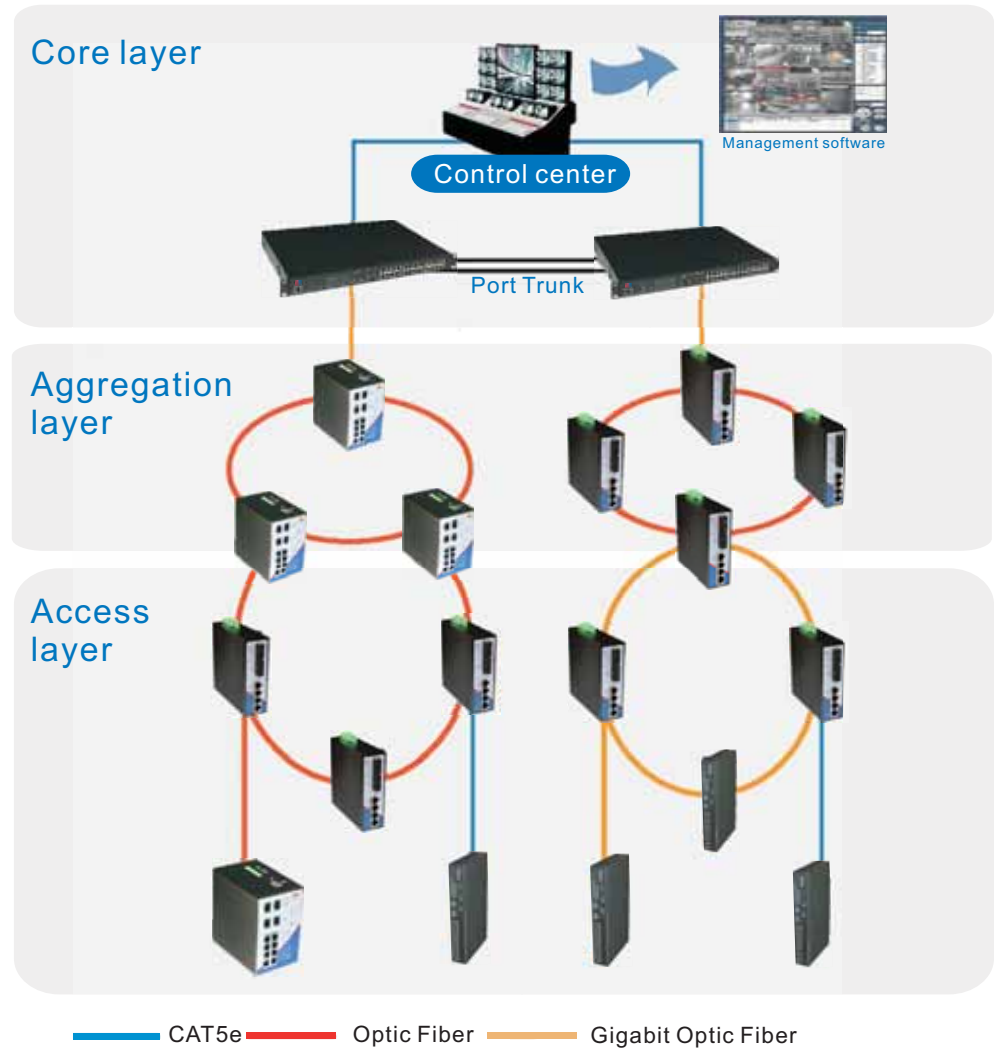 Core layer
Management software
Control center
Port Trunk
Aggregation
layer
Access
layer
CAT5e Optic Fiber Gigabit Optic Fiber